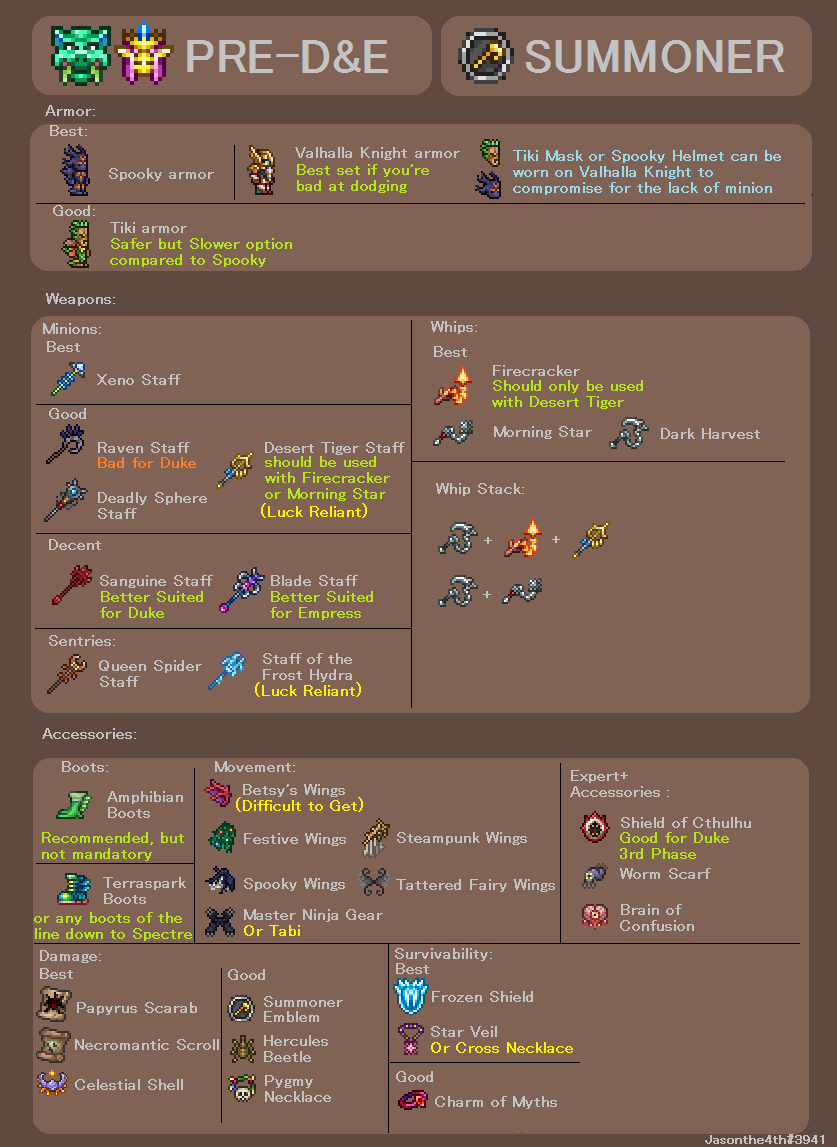 PRE-D&E
SUMMONER
Armor:
Best:
Spooky armor
Valhalla Knight armor
Best set if you're
bad at dodging
Tiki Mask or Spooky Helmet can be
worn on Valhalla Knight to
compromise for the lack of minion
Good:
Tiki armor
Safer but Slower option
compared to Spooky
Weapons:
Minions:
Best
Xeno Staff
Good
Raven Staff
Bad for Duke
Deadly Sphere
Staff
Desert Tiger Staff
should be used
with Firecracker
or Morning Star
(Luck Reliant)
Decent
Sanguine Staff
Better Suited
for Duke
Blade Staff
Better Suited
for Empress
Sentries:
Queen Spider
Staff
Staff of the
Frost Hydra
(Luck Reliant)
Whips:
Best
Firecracker
Should only be used
with Desert Tiger
Morning Star
Dark Harvest
Whip Stack:
+ +
+
Accessories:
Boots:
Amphibian
Boots
Recommended, but
not mandatory
Terraspark
Boots
or any boots of the
line down to Spectre
Movement:
Betsy's Wings
(Difficult to Get)
Festive Wings
Steampunk Wings
Spooky Wings
Tattered Fairy Wings
Master Ninja Gear
Or Tabi
Expert+
Accessories :
Shield of Cthulhu
Good for Duke
3rd Phase
Worm Scarf
Brain of
Confusion
Damage:
Best
Papyrus Scarab
Necromantic Scroll
Celestial Shell
Good
Summoner
Emblem
Hercules
Beetle
Pygmy
Necklace
Survivability:
Best
Frozen Shield
Star Veil
Or Cross Necklace
Good
Charm of Myths
Jasonthe4th#3941